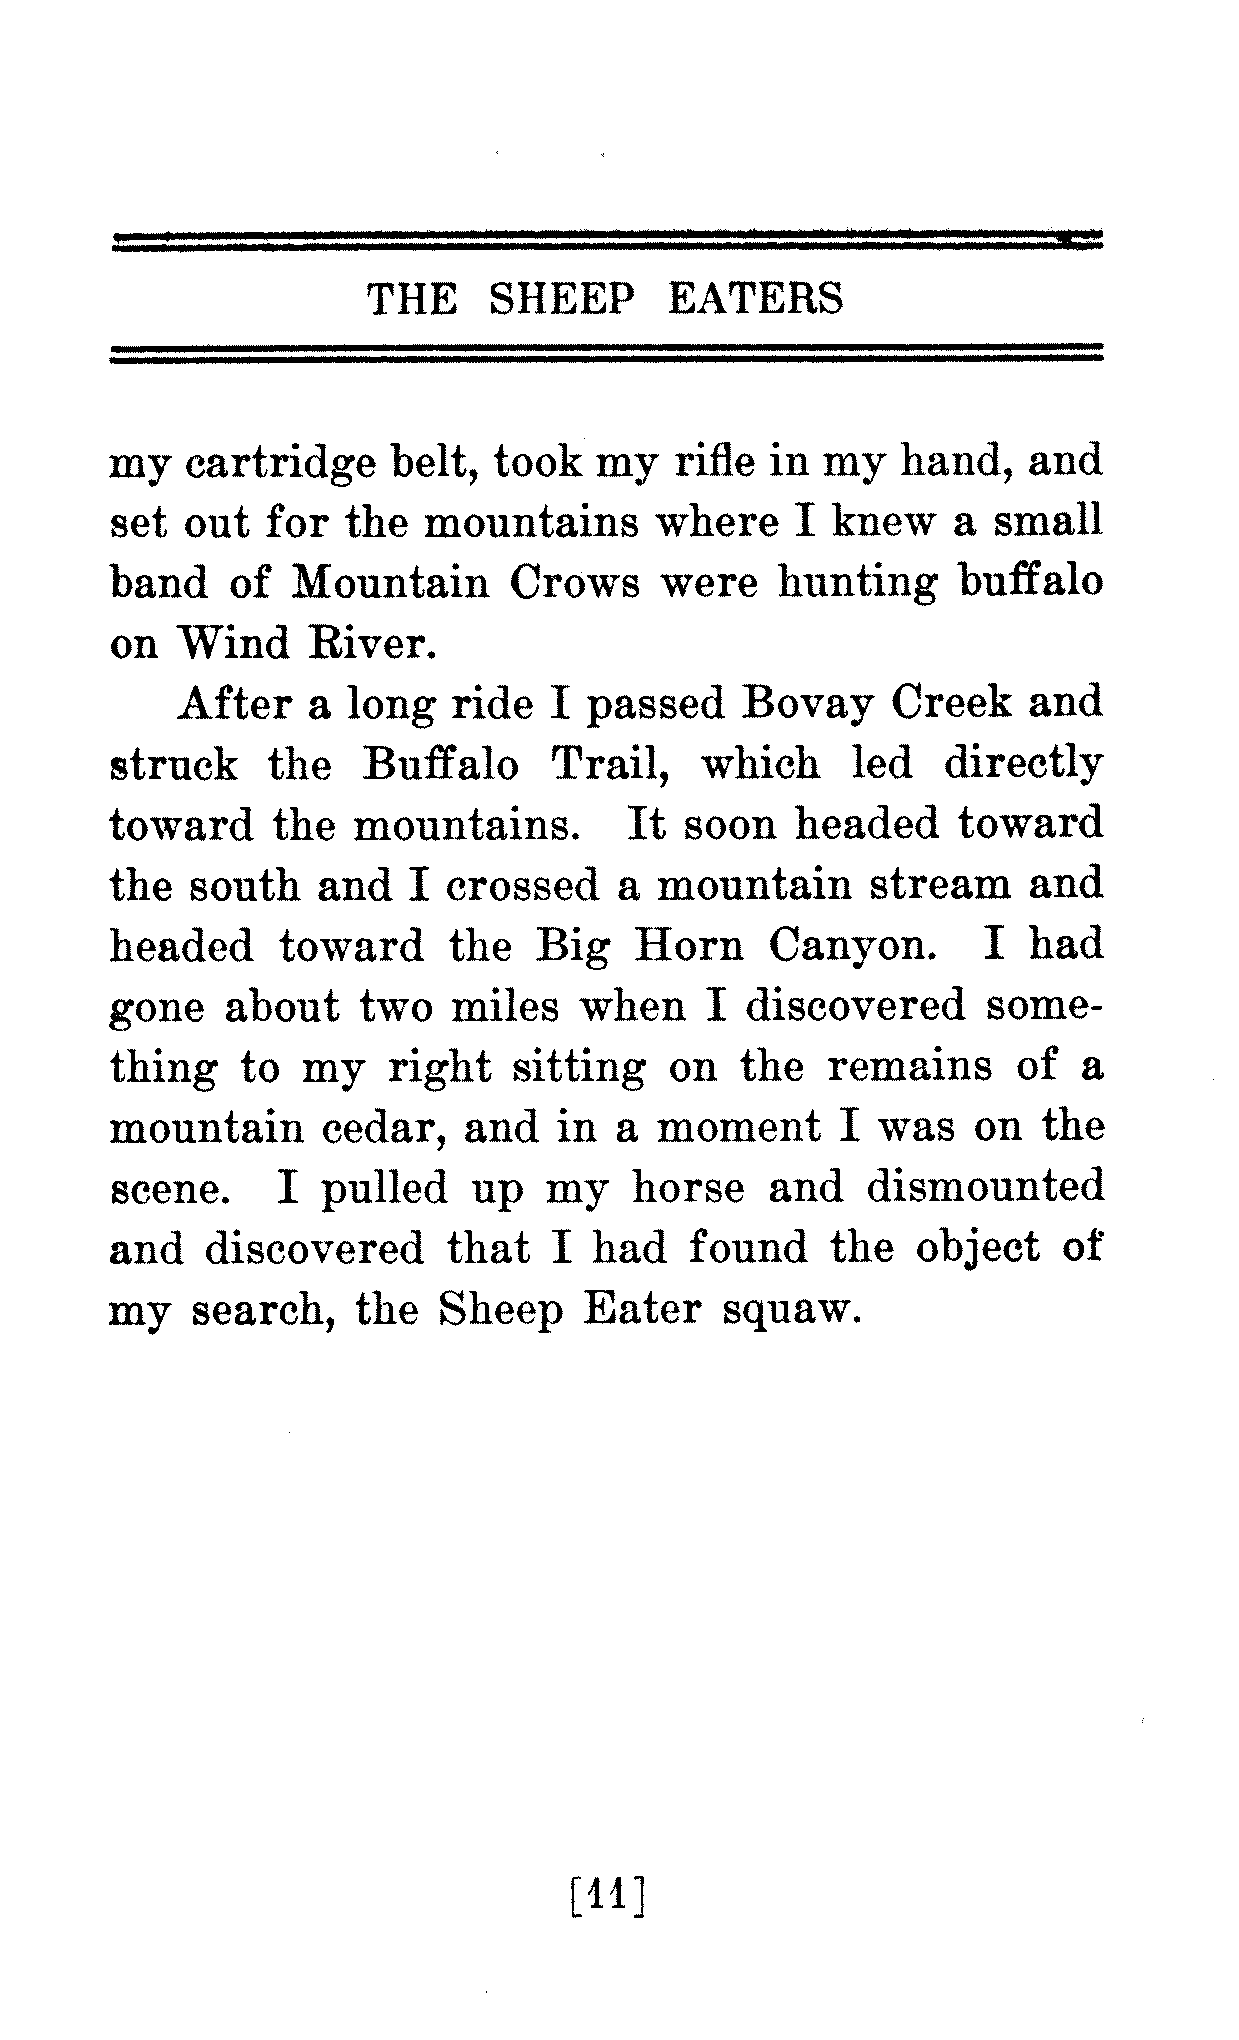 THE SHEEP EATERS
my cartridge belt, took my rifle in my hand, and
set out for the mountains where I knew a small
band of Mountain Crows were hunting buffalo
on Wind River.
After a long ride I passed Bovay Creek and
struck the Buffalo Trail, which led directly
toward the mountains. It soon headed toward
the south and I crossed a mountain stream and
headed toward the Big Horn Canyon. I had
gone about two miles when I discovered some-
thing to my right sitting on the remains of a
mountain cedar, and in a moment I was on the
scene. I pulled up my horse and dismounted
and discovered that I had found the object of
my search, the Sheep Eater squaw.
[11]